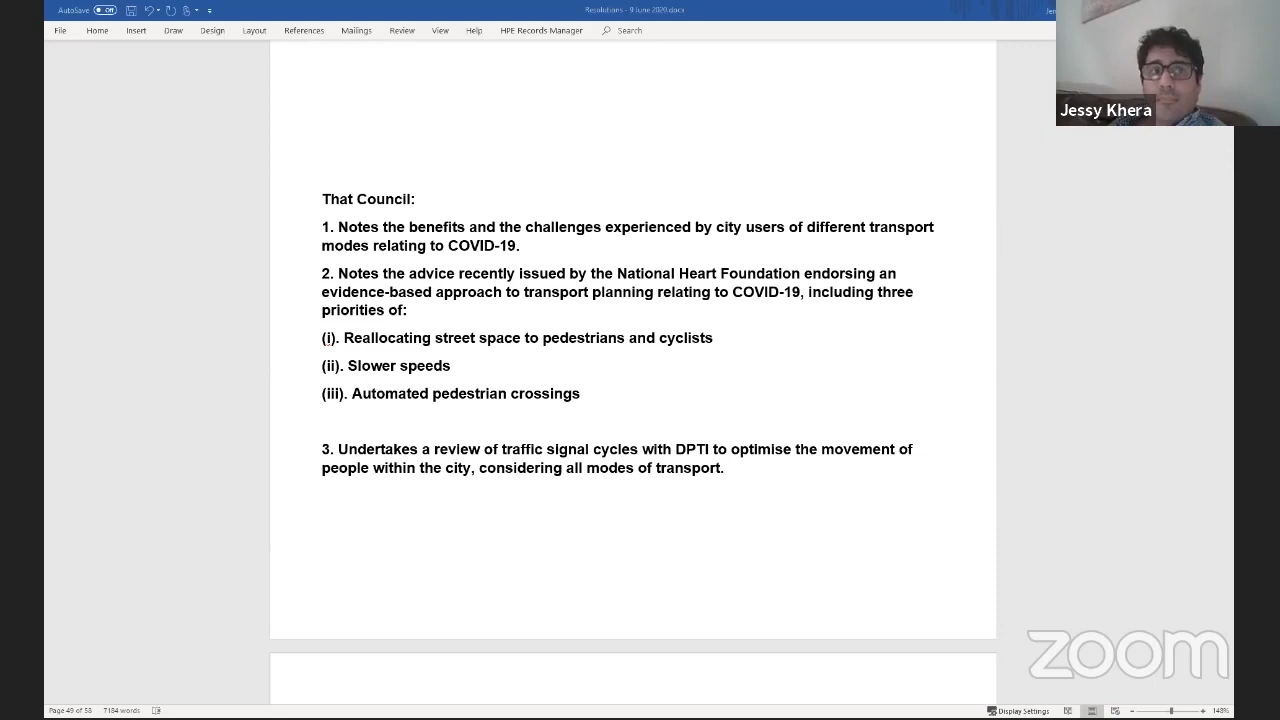 AutoSave Off
Resolutions - 9 June 2020.docx
File Home Insert Draw Design Layout References Mailings Review View Help HPE Records Manager Search
Jessy Khera
That Council:
1. Notes the benefits and the challenges experienced by city users of different transport
modes relating to COVID-19.
2. Notes the advice recently issued by the National Heart Foundation endorsing an
evidence-based approach to transport planning relating to COVID-19, including three
priorities of:
(i). Reallocating street space to pedestrians and cyclists
(ii). Slower speeds
(iii). Automated pedestrian crossings
3. Undertakes a review of traffic signal cycles with DPTI to optimise the movement of
people within the city, considering all modes of transport.
zoom
Page 49 of 58 7184 words
Display Settings 148%